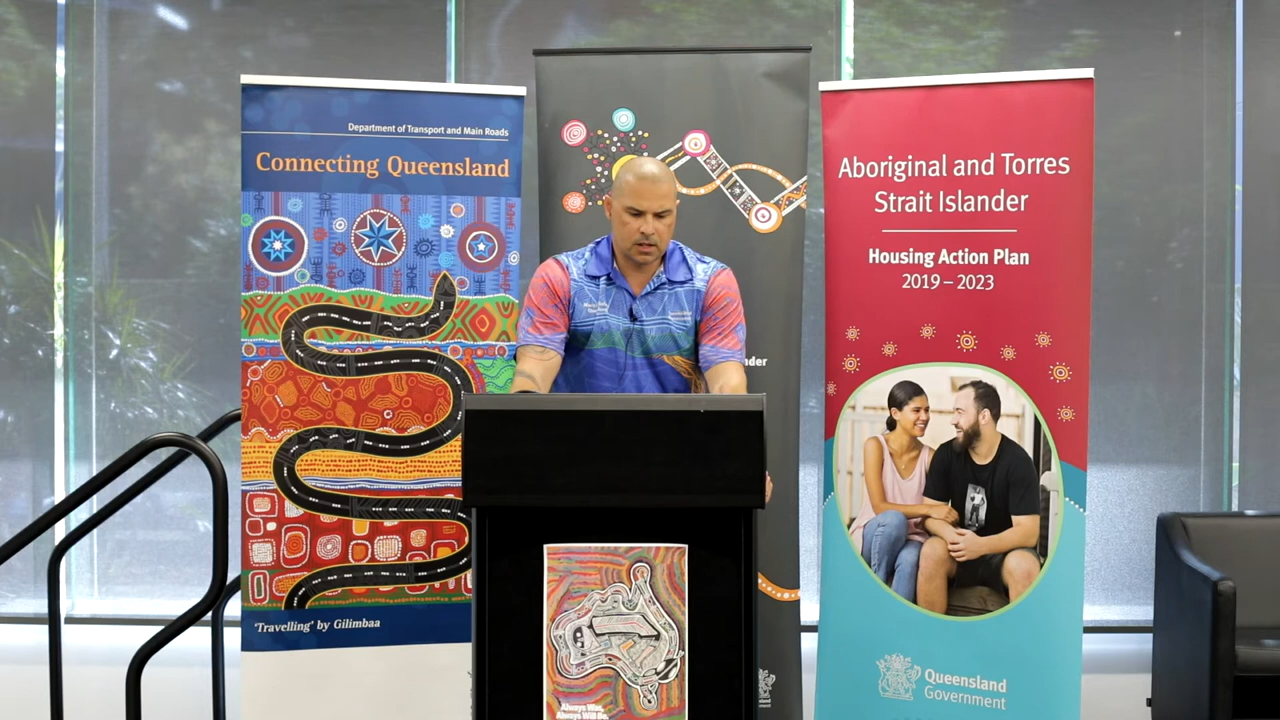 Department of Transport and Main Roads
Connecting Queensland
'Travelling' by Gilimbaa
Always Was,
Always Will Be.
Aboriginal and Torres
Strait Islander
Housing Action Plan
2019 – 2023
Queensland
Government